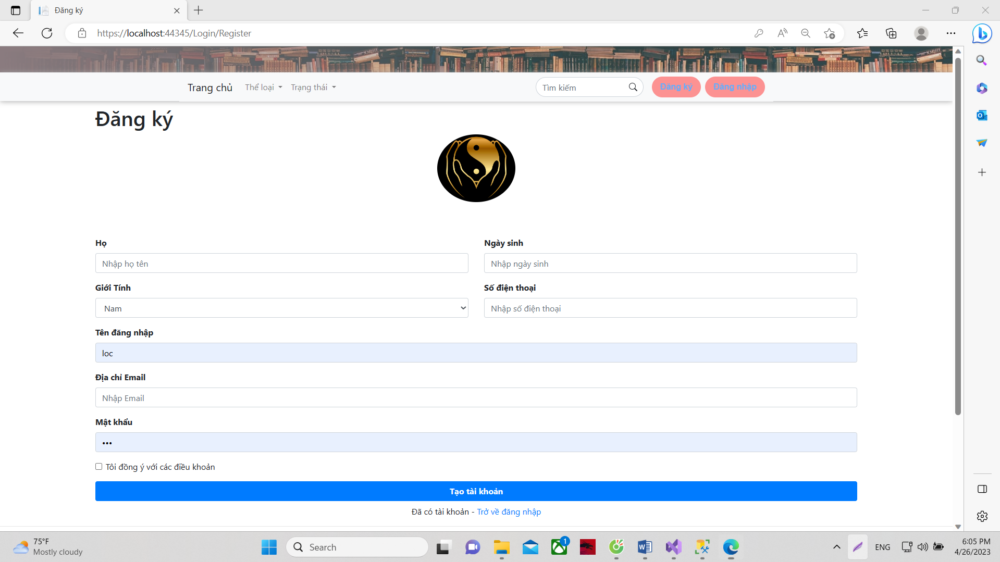 Đăng ký
https://localhost:44345/Login/Register
SCARLETT
Trang chủ Thể loại Trạng thái Tìm kiếm Đăng ký Đăng nhập
Đăng ký
Họ Ngày sinh
Nhập họ tên Nhập ngày sinh
Giới Tính Số điện thoại
Nam Nhập số điện thoại
Tên đăng nhập
loc
Địa chỉ Email
Nhập Email
Mật khẩu
•••
Tôi đồng ý với các điều khoản
Tạo tài khoản
Đã có tài khoản - Trở về đăng nhập
75°F
Mostly cloudy
Search
1
ENG
6:05 PM
4/26/2023